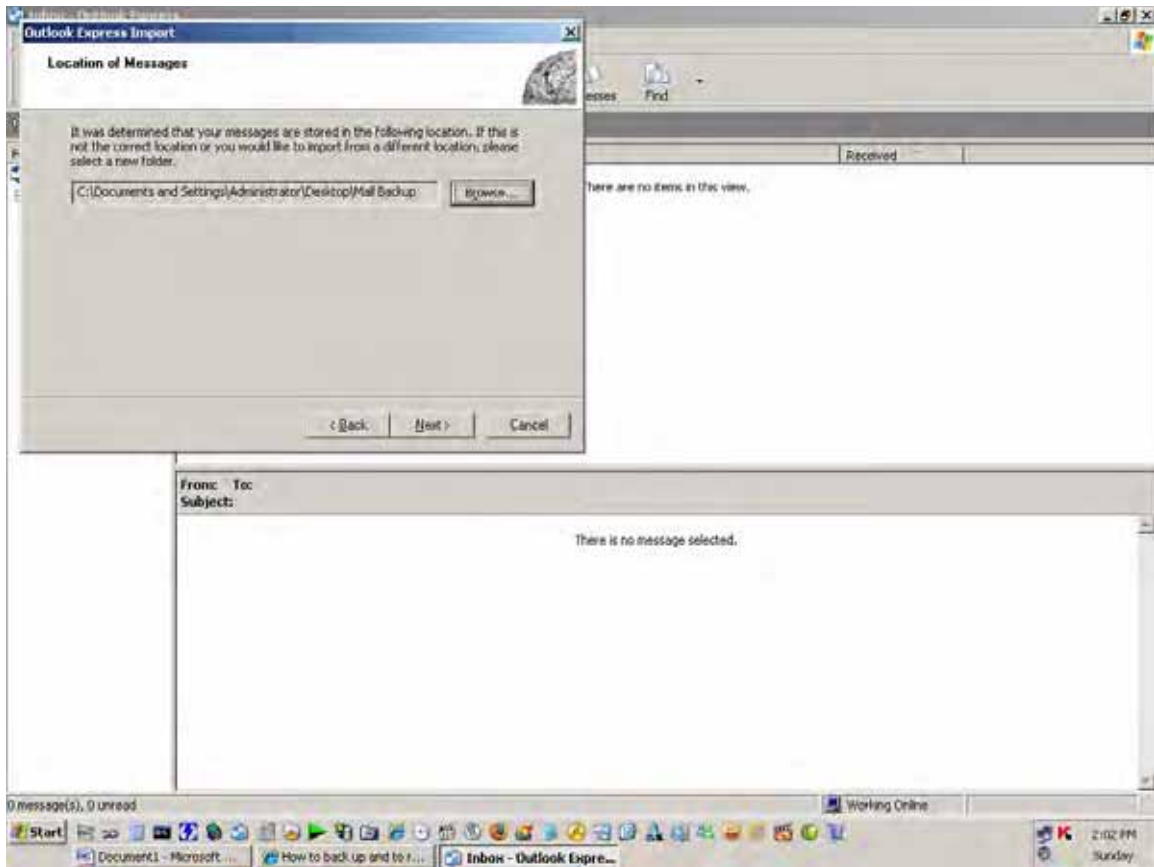 Inbox - Outlook Express
Outlook Express Import
Location of Messages
It was determined that your messages are stored in the following location. If this is
not the correct location or you would like to import from a different location, please
select a new folder.
C:\Documents and Settings\Administrator\Desktop\Mail Backup
Browse...
< Back
Next >
Cancel
Find
Received
There are no items in this view.
From: To:
Subject:
There is no message selected.
0 message(s), 0 unread
Working Online
Start
2:02 PM
Document1 - Microsoft ...
How to back up and to r...
Inbox - Outlook Expre...
Sunday